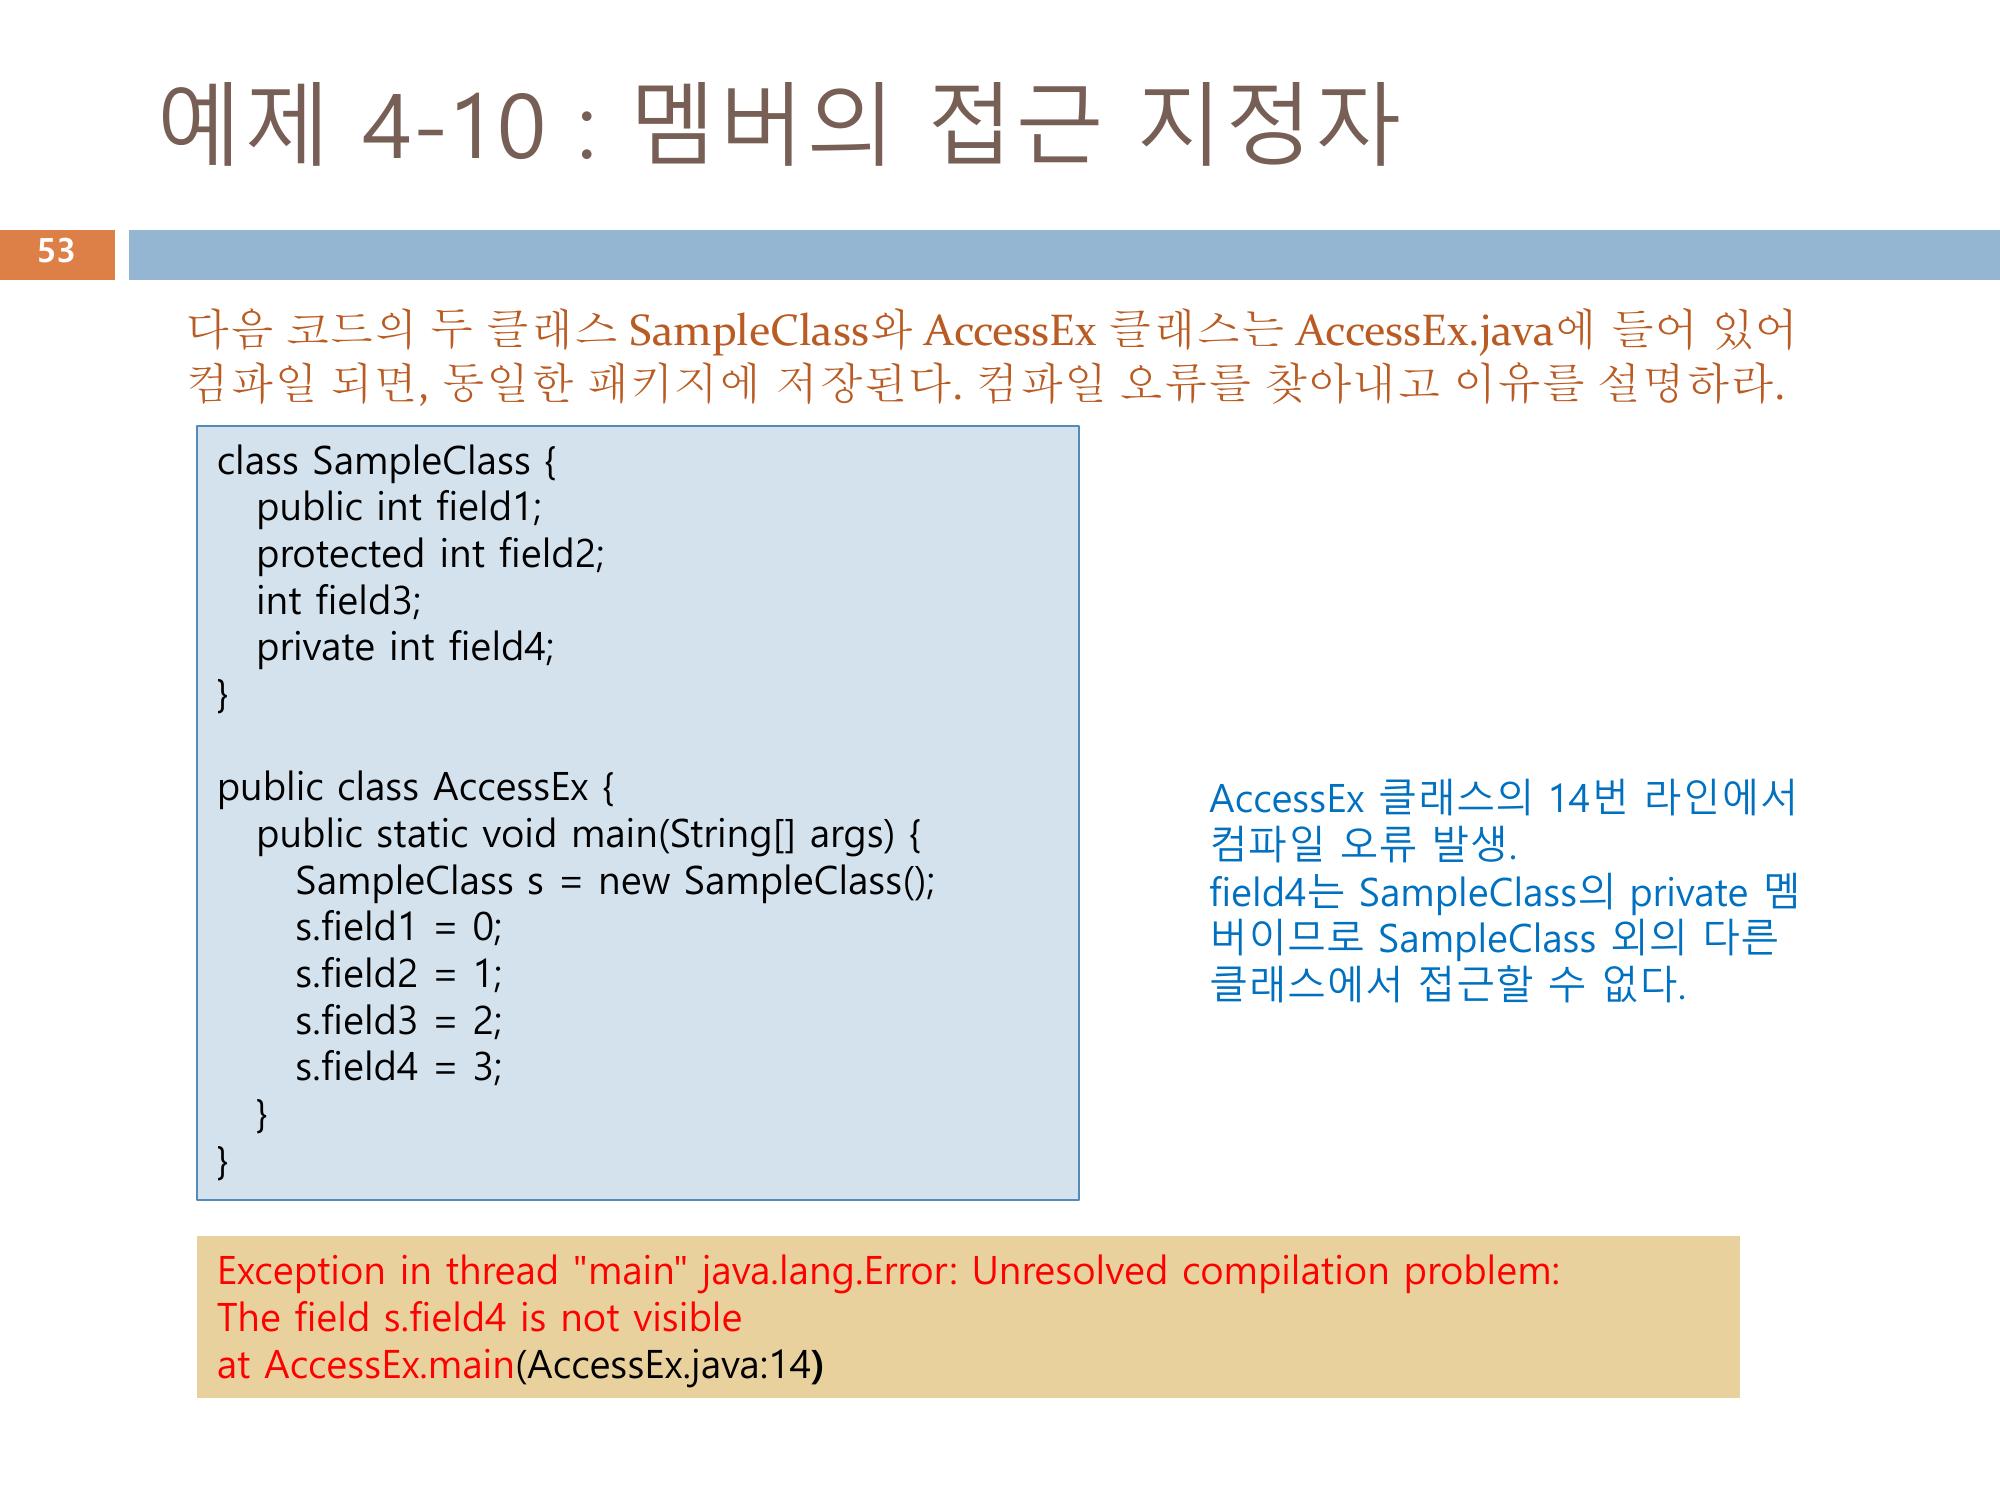 예제 4-10 : 멤버의 접근 지정자
53
다음 코드의 두 클래스 SampleClass와 AccessEx 클래스는 AccessEx.java에 들어 있어
컴파일 되면, 동일한 패키지에 저장된다. 컴파일 오류를 찾아내고 이유를 설명하라.
class SampleClass {
public int field1;
protected int field2;
int field3;
private int field4;
}
public class AccessEx {
public static void main(String[] args) {
SampleClass s = new SampleClass();
s.field1 = 0;
s.field2 = 1;
s.field3 = 2;
s.field4 = 3;
}
}
AccessEx 클래스의 14번 라인에서
컴파일 오류 발생.
field4는 SampleClass의 private 멤
버이므로 SampleClass 외의 다른
클래스에서 접근할 수 없다.
Exception in thread "main" java.lang.Error: Unresolved compilation problem:
The field s.field4 is not visible
at AccessEx.main(AccessEx.java:14)